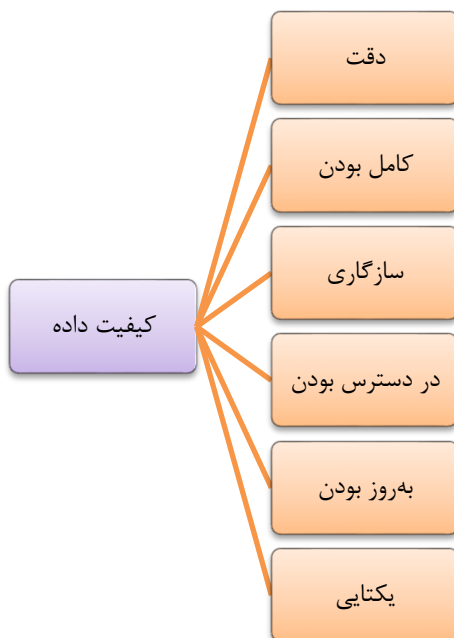 دقت
کامل بودن
سازگاری
کیفیت داده
در دسترس بودن
به‌روز بودن
یکتایی